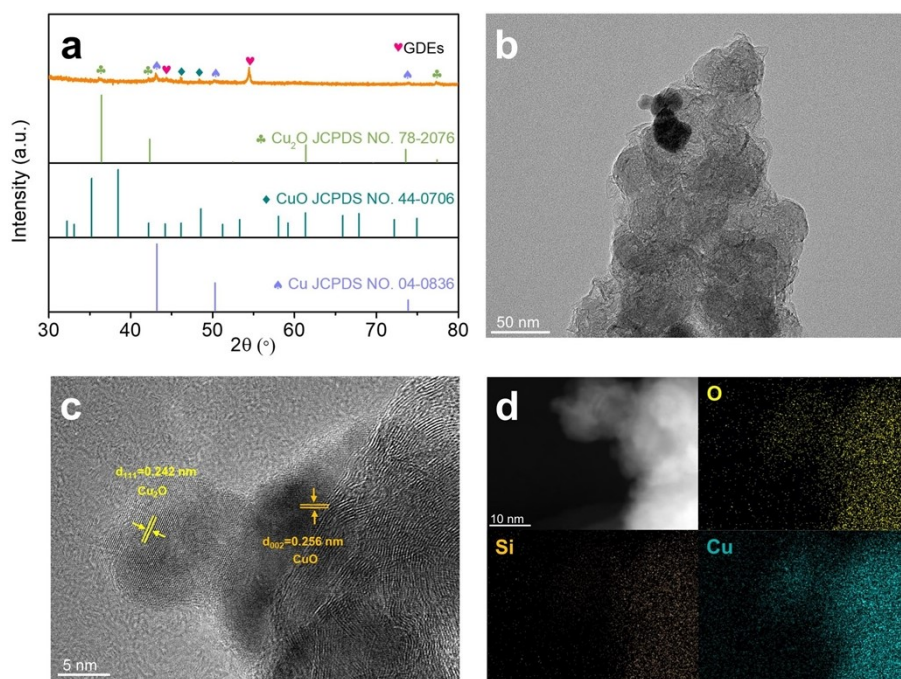 a
♥GDEs
♣ Cu₂O JCPDS NO. 78-2076
♦ CuO JCPDS NO. 44-0706
♠ Cu JCPDS NO. 04-0836
Intensity (a.u.)
30 40 50 60 70 80
2θ (°)
b
50 nm
c
d₁₁₁=0.242 nm
Cu₂O
d₀₀₂=0.256 nm
CuO
5 nm
d
10 nm
O
Si
Cu